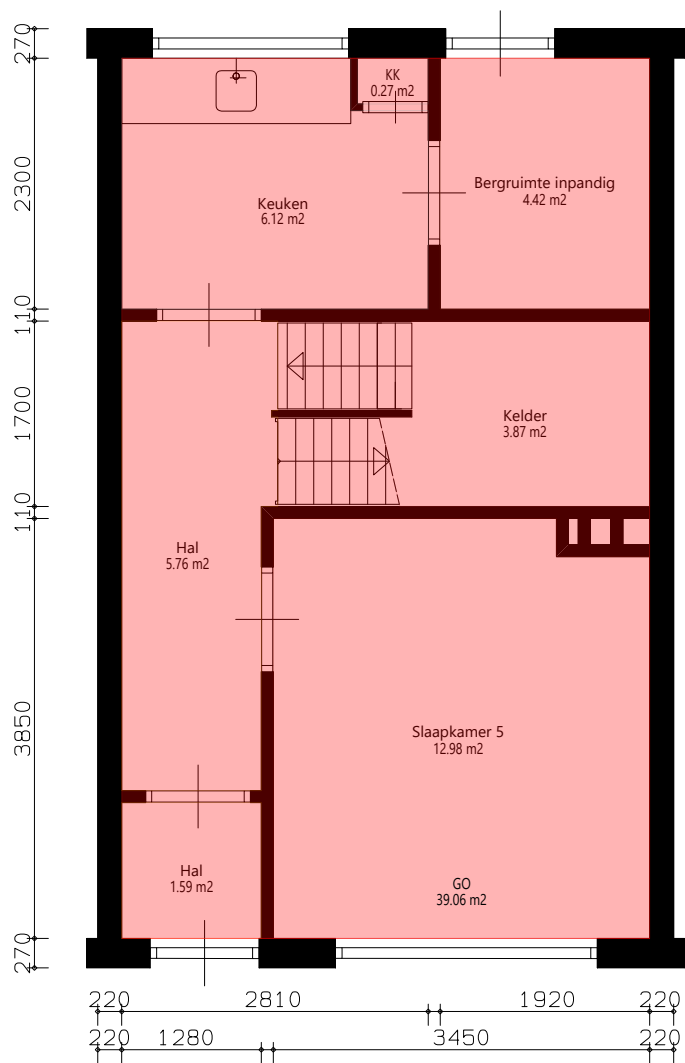 270
2300
110
1700
110
3850
270
KK
0.27 m2
Bergruimte inpandig
4.42 m2
Keuken
6.12 m2
Kelder
3.87 m2
Hal
5.76 m2
Slaapkamer 5
12.98 m2
Hal
1.59 m2
GO
39.06 m2
220 2810 1920 220
220 1280 3450 220